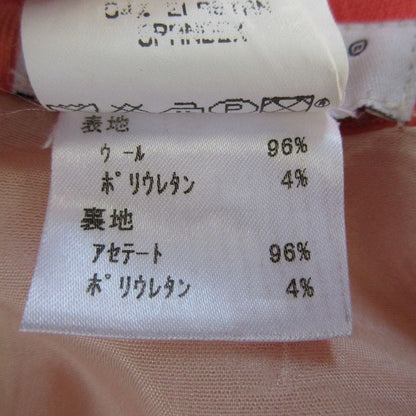 SPANDEX
®
表地
ウール 96%
ポリウレタン 4%
裏地
アセテート 96%
ポリウレタン 4%